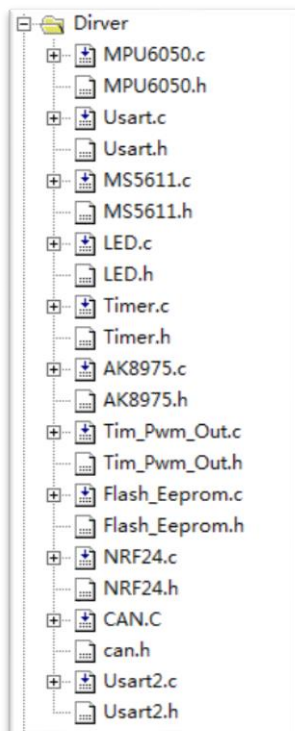 Dirver
MPU6050.c
MPU6050.h
Usart.c
Usart.h
MS5611.c
MS5611.h
LED.c
LED.h
Timer.c
Timer.h
AK8975.c
AK8975.h
Tim_Pwm_Out.c
Tim_Pwm_Out.h
Flash_Eeprom.c
Flash_Eeprom.h
NRF24.c
NRF24.h
CAN.C
can.h
Usart2.c
Usart2.h